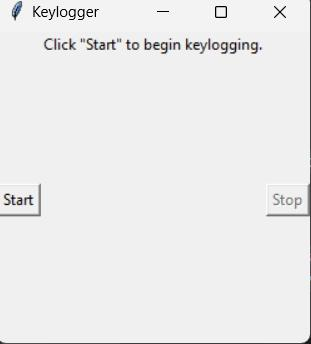 Keylogger
Click "Start" to begin keylogging.
Start
Stop